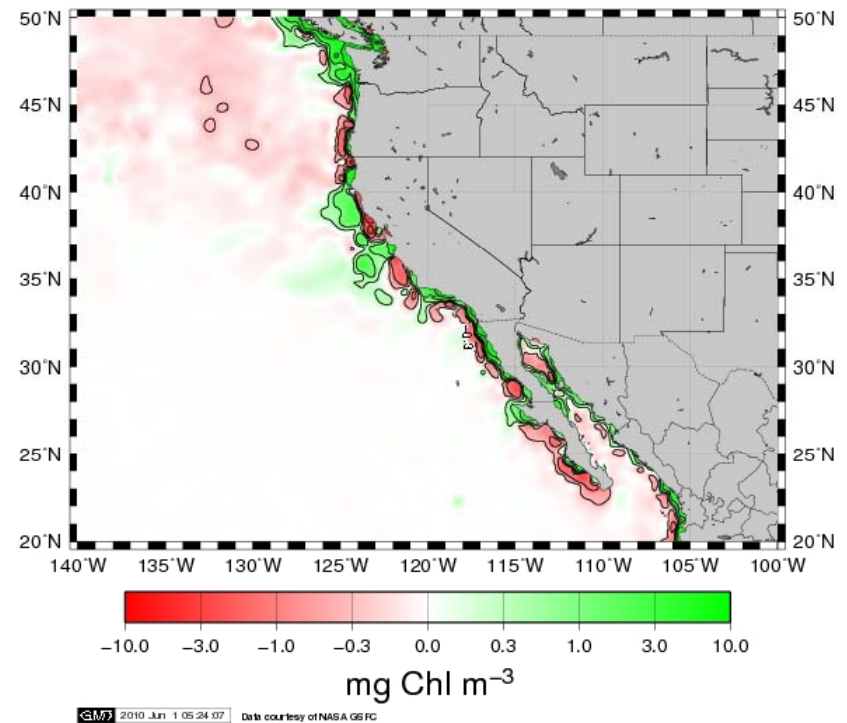 50°N 50°N
45°N 45°N
40°N 40°N
35°N 35°N
-0.3
30°N 30°N
25°N 25°N
20°N 20°N
140°W 135°W 130°W 125°W 120°W 115°W 110°W 105°W 100°W
−10.0 −3.0 −1.0 −0.3 0.0 0.3 1.0 3.0 10.0
mg Chl m⁻³
GMT 2010 Jun 1 05:24:07 Data courtesy of NASA GSFC